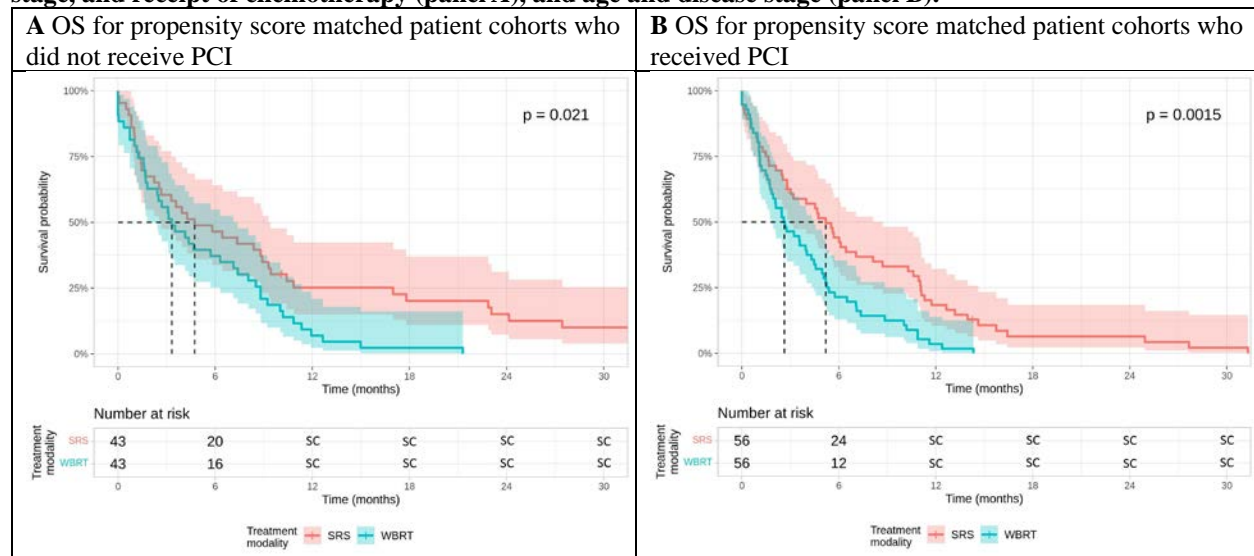 stage, and receipt of chemotherapy (panel A), and age and disease stage (panel B).
A OS for propensity score matched patient cohorts who
did not receive PCI
100%
75%
50%
25%
0%
Survival probability
p = 0.021
0 6 12 18 24 30
Time (months)
Number at risk
Treatment
modality
SRS 43 20 SC SC SC SC
WBRT 43 16 SC SC SC SC
0 6 12 18 24 30
Time (months)
Treatment
modality SRS WBRT
B OS for propensity score matched patient cohorts who
received PCI
100%
75%
50%
25%
0%
Survival probability
p = 0.0015
0 6 12 18 24 30
Time (months)
Number at risk
Treatment
modality
SRS 56 24 SC SC SC SC
WBRT 56 12 SC SC SC SC
0 6 12 18 24 30
Time (months)
Treatment
modality SRS WBRT